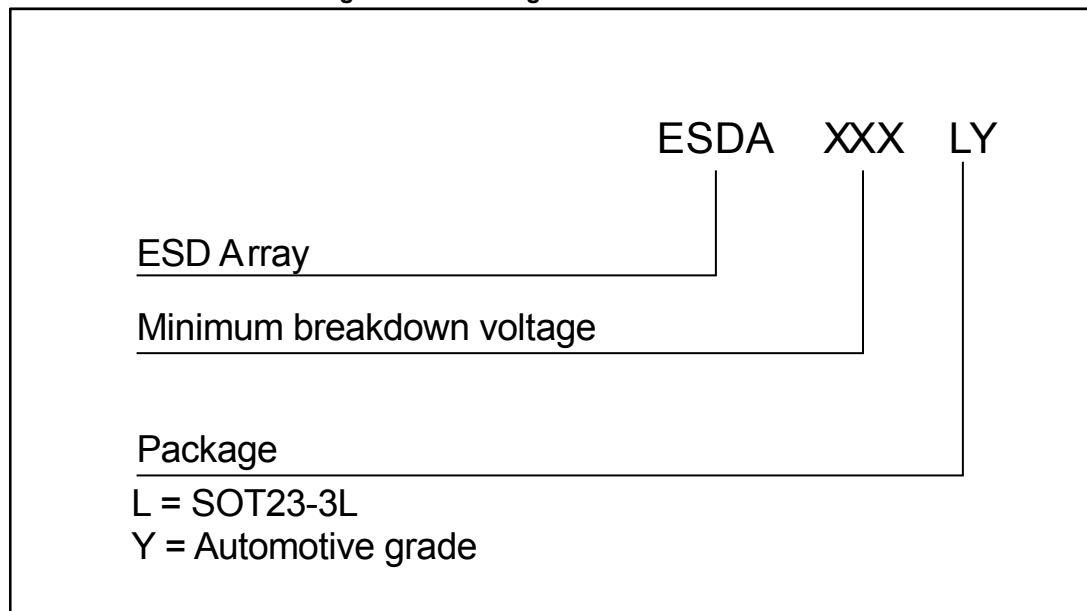 ESDA XXX LY
ESD Array
Minimum breakdown voltage
Package
L = SOT23-3L
Y = Automotive grade